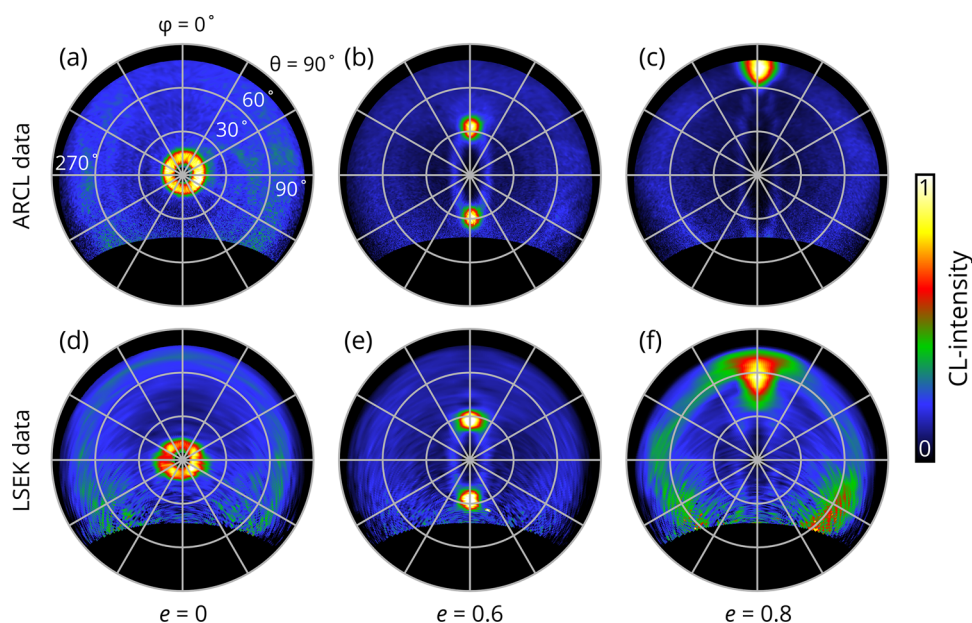 φ = 0°
(a)
θ = 90°
(b)
(c)
60°
30°
270°
90°
ARCL data
1
CL-intensity
0
(d)
(e)
(f)
LSEK data
e = 0
e = 0.6
e = 0.8